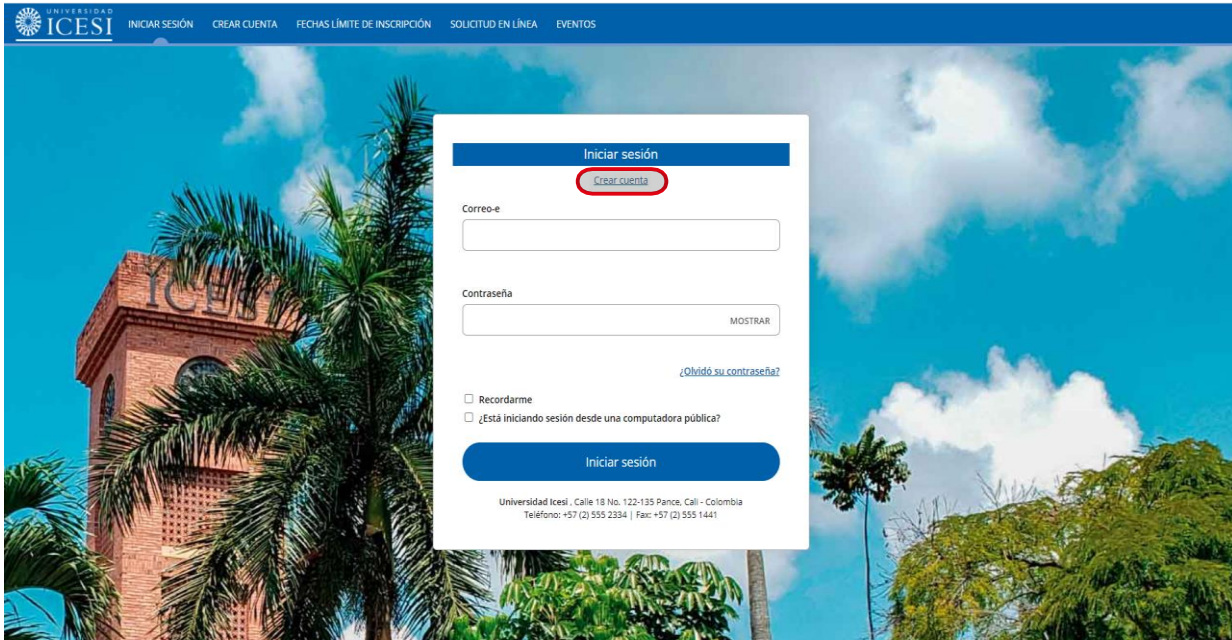 UNIVERSIDAD
ICESI
INICIAR SESIÓN CREAR CUENTA FECHAS LÍMITE DE INSCRIPCIÓN SOLICITUD EN LÍNEA EVENTOS
ICESI
Iniciar sesión
Crear cuenta
Correo-e
Contraseña
MOSTRAR
¿Olvidó su contraseña?
Recordarme
¿Está iniciando sesión desde una computadora pública?
Iniciar sesión
Universidad Icesi . Calle 18 No. 122-135 Pance, Cali - Colombia
Teléfono: +57 (2) 555 2334 | Fax: +57 (2) 555 1441